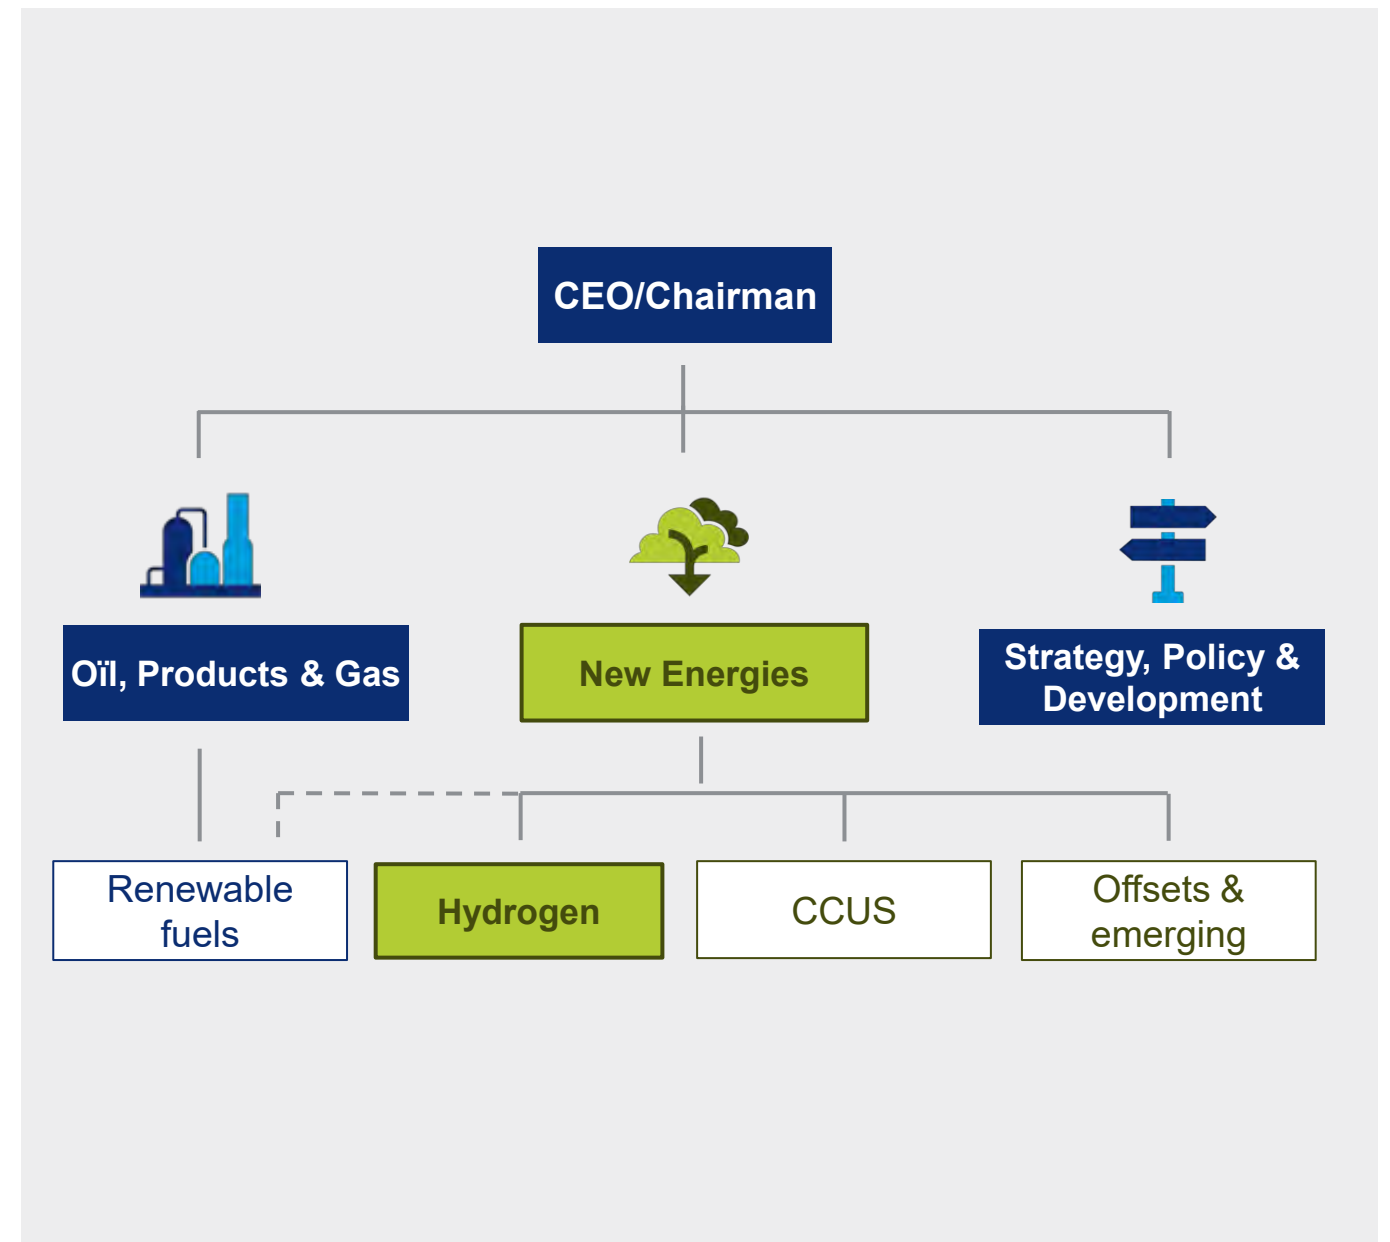 CEO/Chairman
Oïl, Products & Gas
New Energies
Strategy, Policy &
Development
Renewable
fuels
Hydrogen
CCUS
Offsets &
emerging